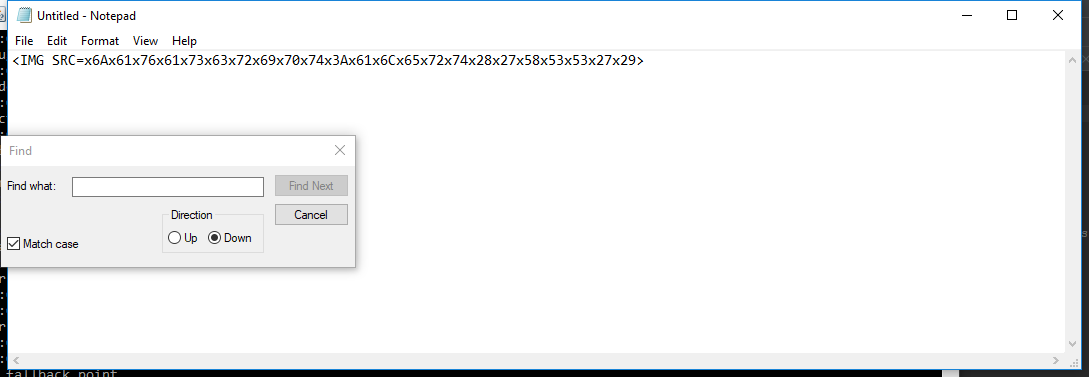 Untitled - Notepad
File Edit Format View Help
<IMG SRC=x6Ax61x76x61x73x63x72x69x70x74x3Ax61x6Cx65x72x74x28x27x58x53x53x27x29>
Find
Find what:
Find Next
Direction
Cancel
Up Down
Match case
fallback point